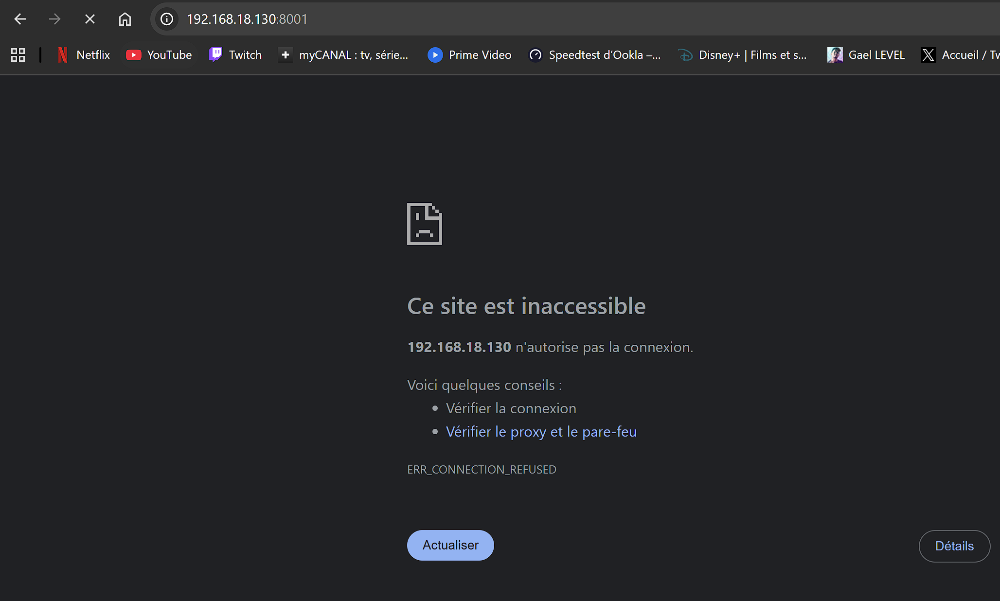 192.168.18.130:8001
Netflix YouTube Twitch myCANAL : tv, série... Prime Video Speedtest d’Ookla –... Disney+ | Films et s... Gael LEVEL Accueil / Tw
Ce site est inaccessible
192.168.18.130 n'autorise pas la connexion.
Voici quelques conseils :
• Vérifier la connexion
• Vérifier le proxy et le pare-feu
ERR_CONNECTION_REFUSED
Actualiser
Détails